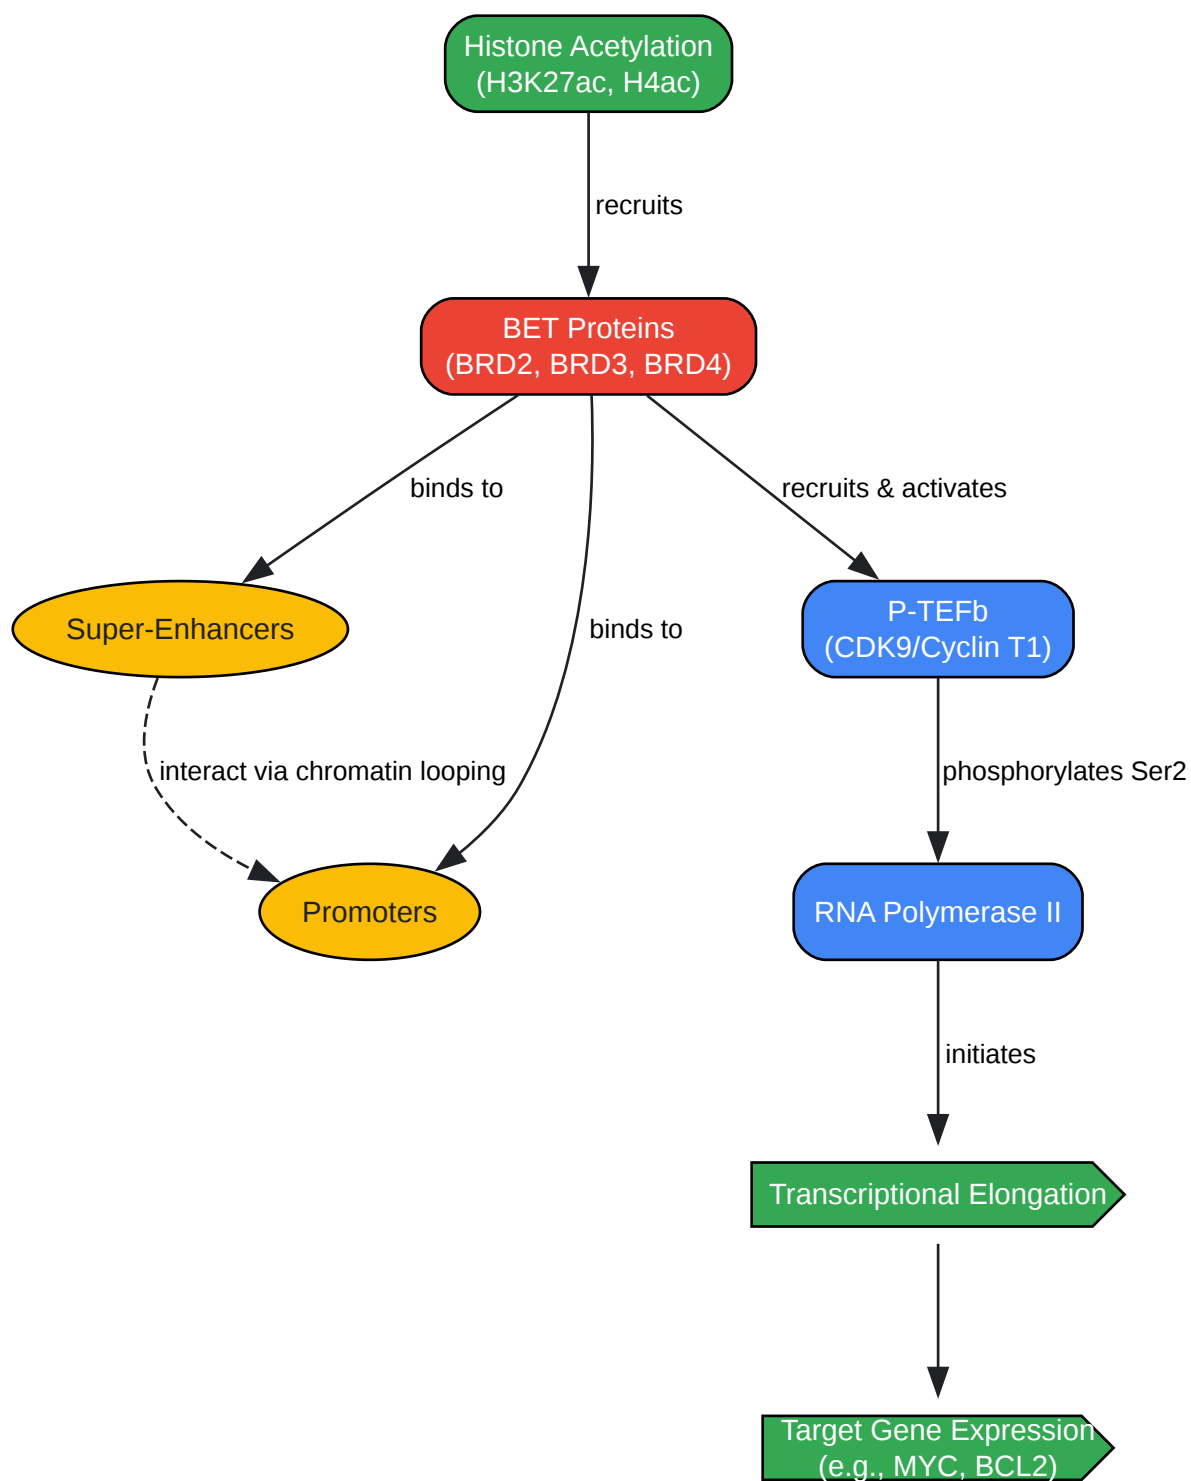 Histone Acetylation
(H3K27ac, H4ac)
recruits
BET Proteins
(BRD2, BRD3, BRD4)
binds to
recruits & activates
Super-Enhancers
binds to
P-TEFb
(CDK9/Cyclin T1)
interact via chromatin looping
phosphorylates Ser2
Promoters
RNA Polymerase II
initiates
Transcriptional Elongation
Target Gene Expression
(e.g., MYC, BCL2)